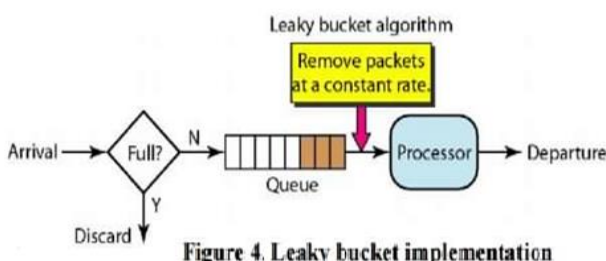 Leaky bucket algorithm
Remove packets
at a constant rate.
Arrival
Full?
N
Queue
Processor
Departure
Y
Discard
Figure 4. Leaky bucket implementation